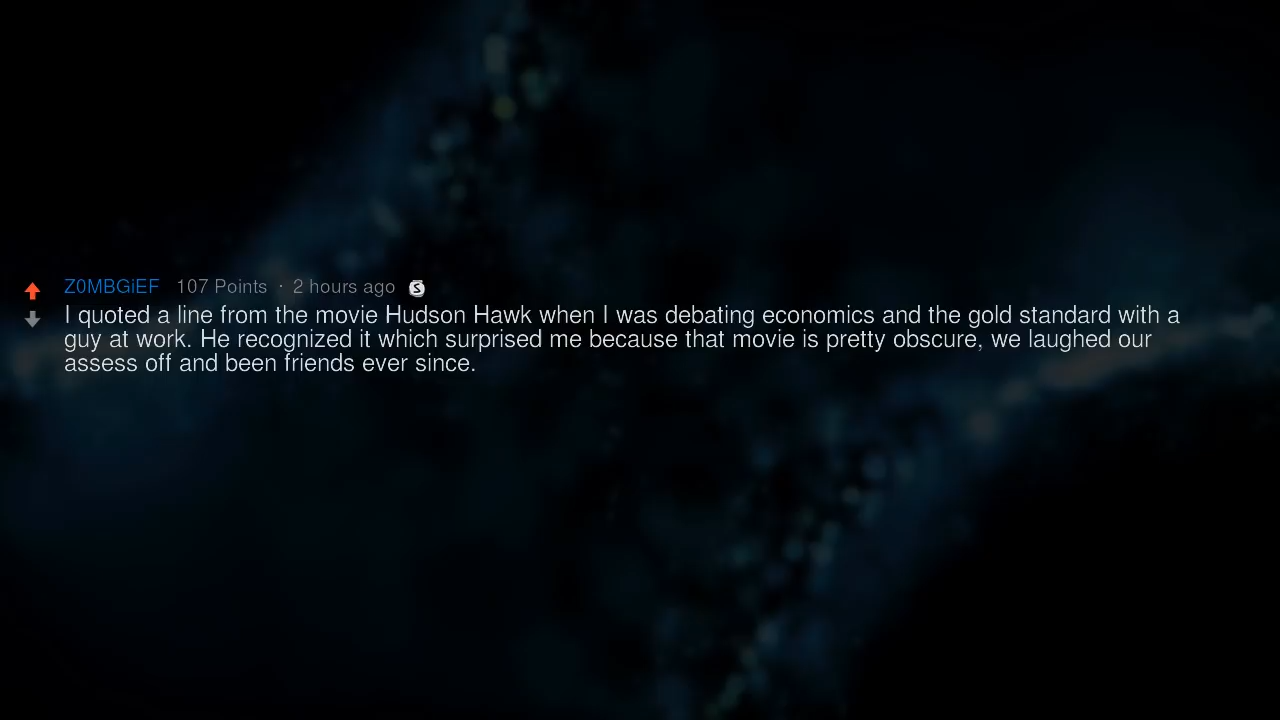 Z0MBGiEF 107 Points · 2 hours ago S
I quoted a line from the movie Hudson Hawk when I was debating economics and the gold standard with a
guy at work. He recognized it which surprised me because that movie is pretty obscure, we laughed our
assess off and been friends ever since.